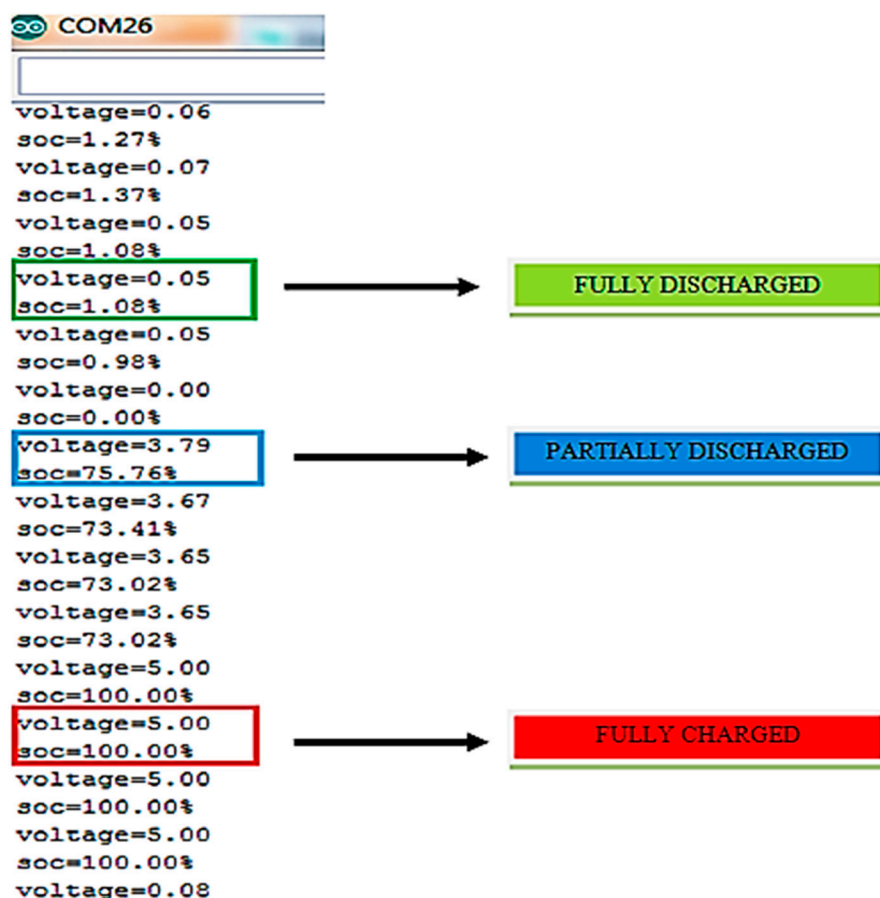 COM26
voltage=0.06
soc=1.27%
voltage=0.07
soc=1.37%
voltage=0.05
soc=1.08%
voltage=0.05
soc=1.08%
FULLY DISCHARGED
voltage=0.05
soc=0.98%
voltage=0.00
soc=0.00%
voltage=3.79
soc=75.76%
PARTIALLY DISCHARGED
voltage=3.67
soc=73.41%
voltage=3.65
soc=73.02%
voltage=3.65
soc=73.02%
voltage=5.00
soc=100.00%
voltage=5.00
soc=100.00%
FULLY CHARGED
voltage=5.00
soc=100.00%
voltage=5.00
soc=100.00%
voltage=0.08